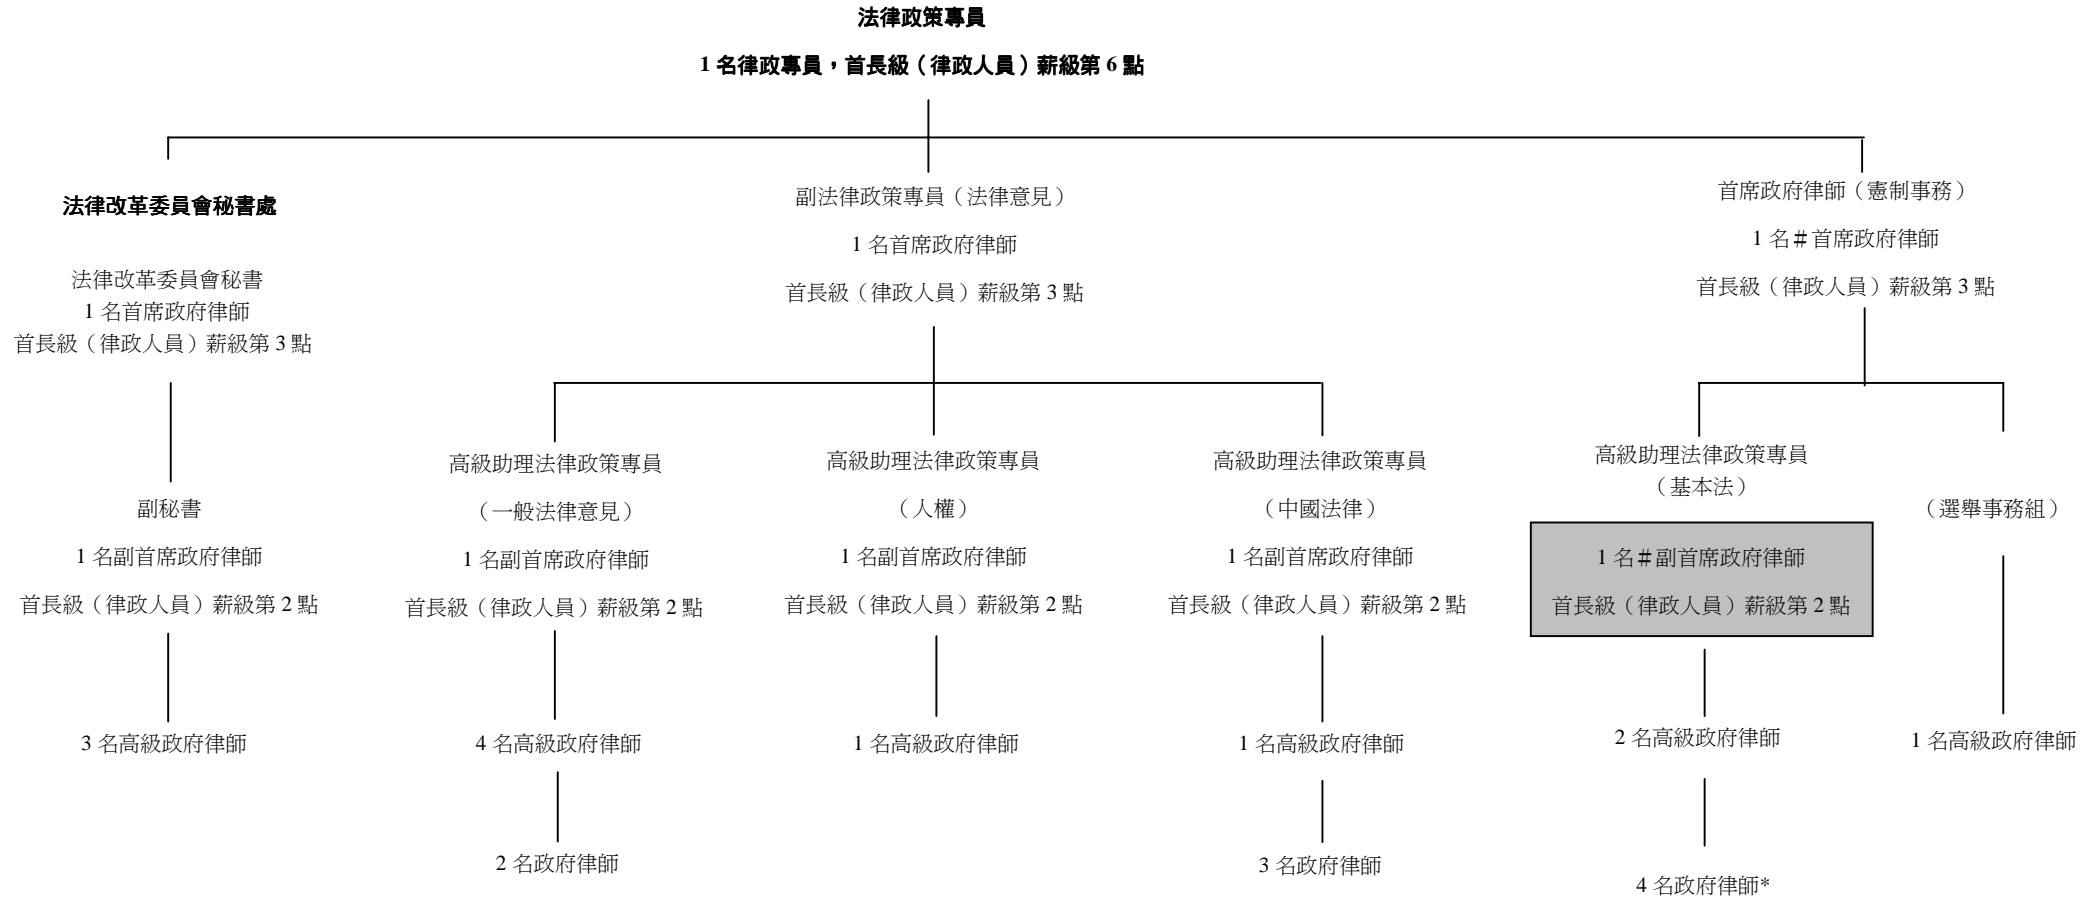 法律政策專員
1 名律政專員，首長級（律政人員）薪級第 6 點
法律改革委員會秘書處
法律改革委員會秘書
1 名首席政府律師
首長級（律政人員）薪級第 3 點
副秘書
1 名副首席政府律師
首長級（律政人員）薪級第 2 點
3 名高級政府律師
副法律政策專員（法律意見）
1 名首席政府律師
首長級（律政人員）薪級第 3 點
高級助理法律政策專員
（一般法律意見）
1 名副首席政府律師
首長級（律政人員）薪級第 2 點
4 名高級政府律師
2 名政府律師
高級助理法律政策專員
（人權）
1 名副首席政府律師
首長級（律政人員）薪級第 2 點
1 名高級政府律師
高級助理法律政策專員
（中國法律）
1 名副首席政府律師
首長級（律政人員）薪級第 2 點
1 名高級政府律師
3 名政府律師
首席政府律師（憲制事務）
1 名＃首席政府律師
首長級（律政人員）薪級第 3 點
高級助理法律政策專員
（基本法）
1 名＃副首席政府律師
首長級（律政人員）薪級第 2 點
2 名高級政府律師
4 名政府律師*
（選舉事務組）
1 名高級政府律師